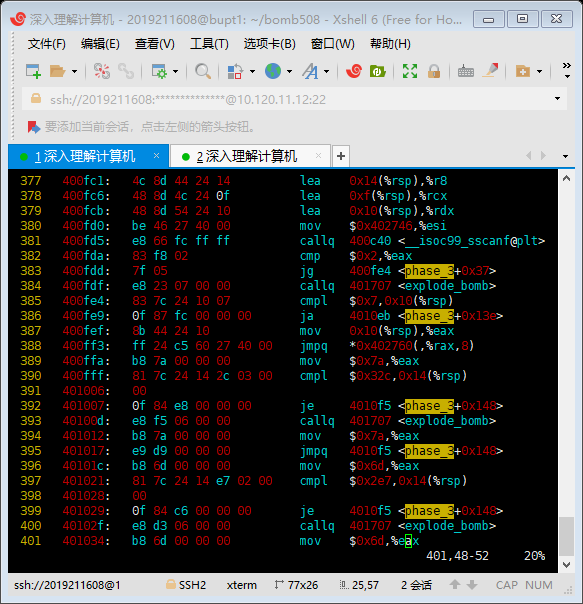 深入理解计算机 - 2019211608@bupt1: ~/bomb508 - Xshell 6 (Free for Ho...
文件(F) 编辑(E) 查看(V) 工具(T) 选项卡(B) 窗口(W) 帮助(H)
ssh://2019211608:**************@10.120.11.12:22
要添加当前会话，点击左侧的箭头按钮。
1 深入理解计算机 × 2 深入理解计算机 × +
377 400fc1: 4c 8d 44 24 14 lea 0x14(%rsp),%r8
378 400fc6: 48 8d 4c 24 0f lea 0xf(%rsp),%rcx
379 400fcb: 48 8d 54 24 10 lea 0x10(%rsp),%rdx
380 400fd0: be 46 27 40 00 mov $0x402746,%esi
381 400fd5: e8 66 fc ff ff callq 400c40 <__isoc99_sscanf@plt>
382 400fda: 83 f8 02 cmp $0x2,%eax
383 400fdd: 7f 05 jg 400fe4 <phase_3+0x37>
384 400fdf: e8 23 07 00 00 callq 401707 <explode_bomb>
385 400fe4: 83 7c 24 10 07 cmpl $0x7,0x10(%rsp)
386 400fe9: 0f 87 fc 00 00 00 ja 4010eb <phase_3+0x13e>
387 400fef: 8b 44 24 10 mov 0x10(%rsp),%eax
388 400ff3: ff 24 c5 60 27 40 00 jmpq *0x402760(,%rax,8)
389 400ffa: b8 7a 00 00 00 mov $0x7a,%eax
390 400fff: 81 7c 24 14 2c 03 00 cmpl $0x32c,0x14(%rsp)
391 401006: 00
392 401007: 0f 84 e8 00 00 00 je 4010f5 <phase_3+0x148>
393 40100d: e8 f5 06 00 00 callq 401707 <explode_bomb>
394 401012: b8 7a 00 00 00 mov $0x7a,%eax
395 401017: e9 d9 00 00 00 jmpq 4010f5 <phase_3+0x148>
396 40101c: b8 6d 00 00 00 mov $0x6d,%eax
397 401021: 81 7c 24 14 e7 02 00 cmpl $0x2e7,0x14(%rsp)
398 401028: 00
399 401029: 0f 84 c6 00 00 00 je 4010f5 <phase_3+0x148>
400 40102f: e8 d3 06 00 00 callq 401707 <explode_bomb>
401 401034: b8 6d 00 00 00 mov $0x6d,%eax
401,48-52 20%
ssh://2019211608@1 SSH2 xterm 77x26 25,57 2 会话 CAP NUM